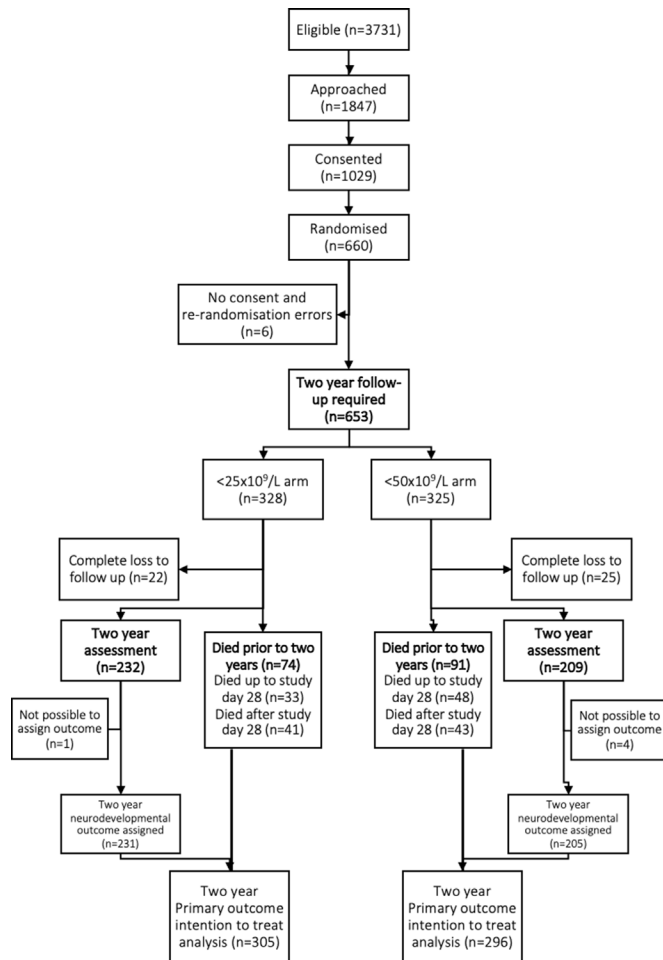 Eligible (n=3731)
Approached
(n=1847)
Consented
(n=1029)
Randomised
(n=660)
No consent and
re-randomisation errors
(n=6)
Two year follow-
up required
(n=653)
<25x10⁹/L arm
(n=328)
<50x10⁹/L arm
(n=325)
Complete loss to
follow up (n=22)
Complete loss to
follow up (n=25)
Two year
assessment
(n=232)
Died prior to two
years (n=74)
Died up to study
day 28 (n=33)
Died after study
day 28 (n=41)
Died prior to two
years (n=91)
Died up to study
day 28 (n=48)
Died after study
day 28 (n=43)
Two year
assessment
(n=209)
Not possible to
assign outcome
(n=1)
Not possible to
assign outcome
(n=4)
Two year
neurodevelopmental
outcome assigned
(n=231)
Two year
neurodevelopmental
outcome assigned
(n=205)
Two year
Primary outcome
intention to treat
analysis
(n=305)
Two year
Primary outcome
intention to treat
analysis
(n=296)